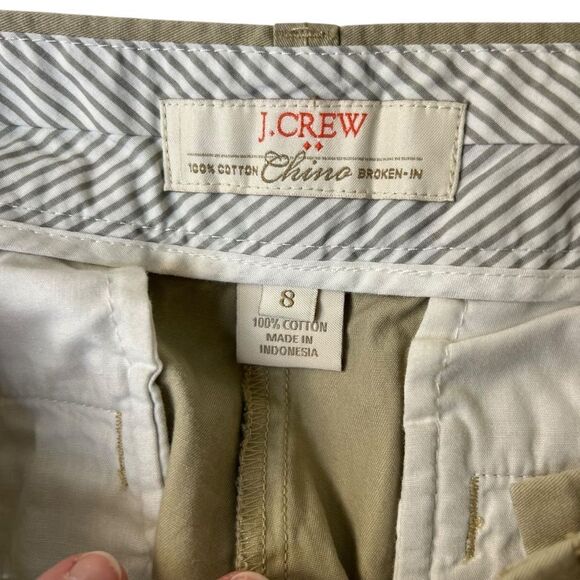 J.CREW
100% COTTON Chino BROKEN-IN
8
100% COTTON
MADE IN
INDONESIA